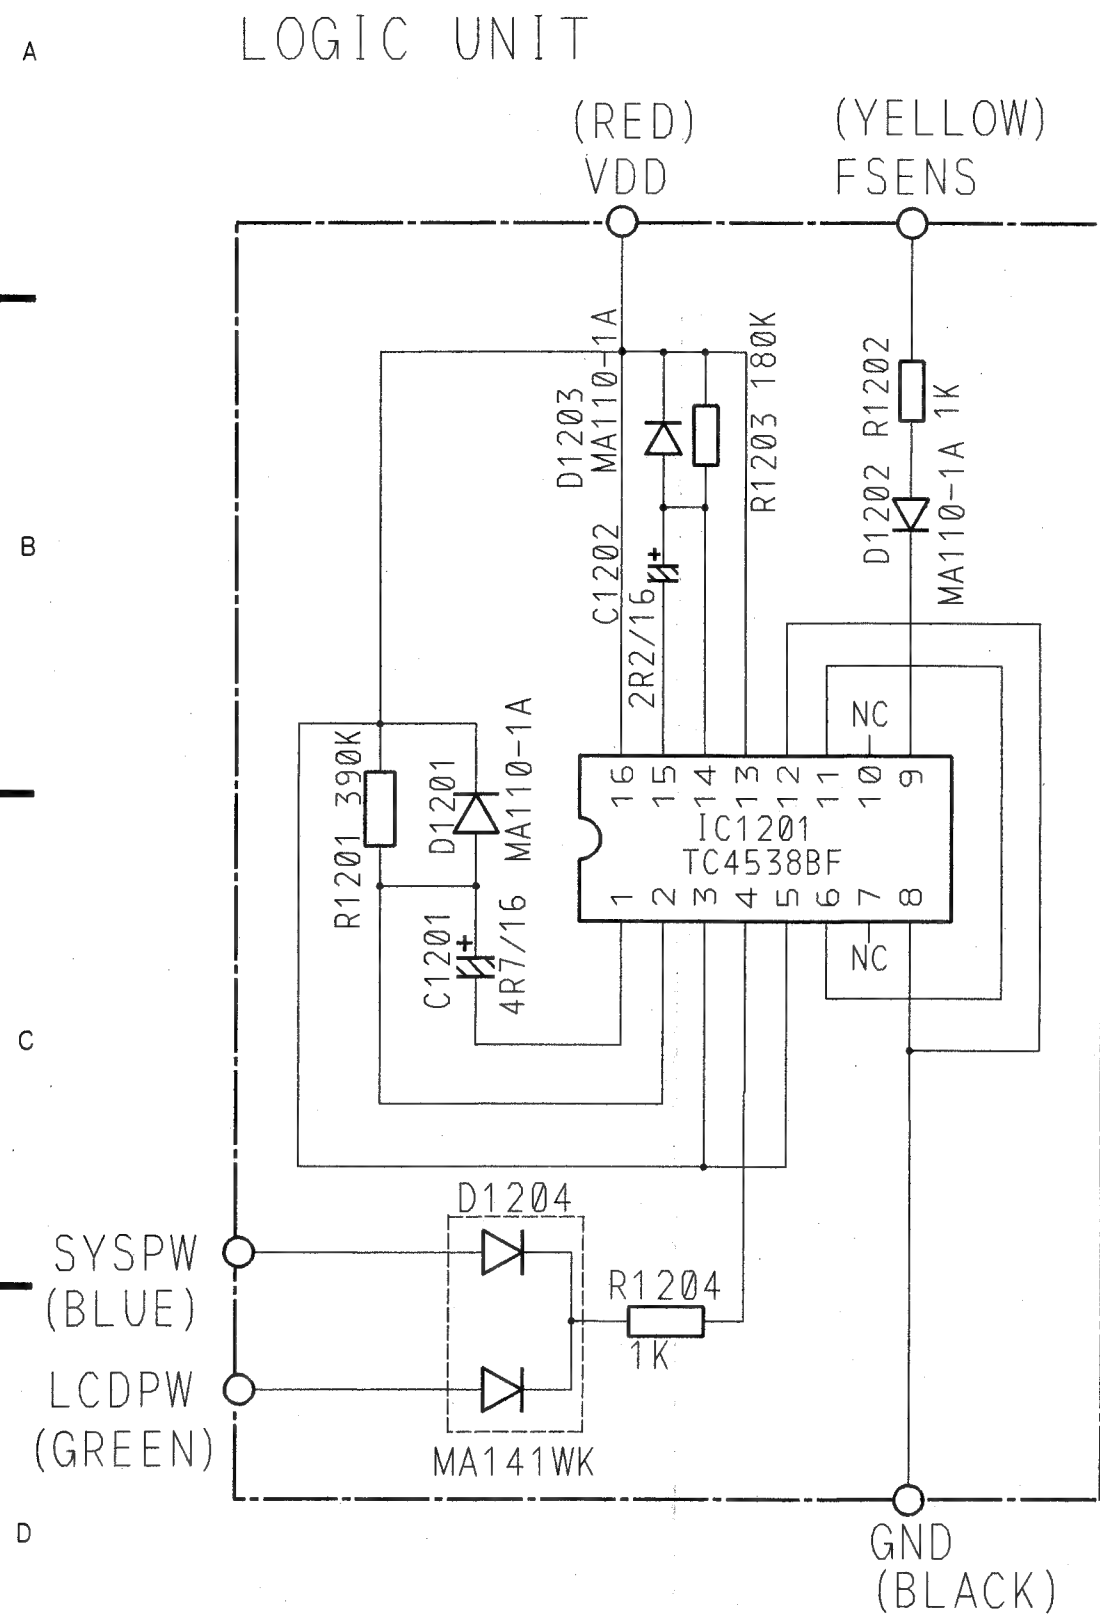 A
LOGIC UNIT
(RED)
VDD
(YELLOW)
FSENS
D1203
MA110-1A
R1203 180K
R1202
1K
D1202
MA110-1A
B
C1202
2R2/16
NC
R1201 390K
D1201
MA110-1A
16 15 14 13 12 11 10 9
IC1201
TC4538BF
1 2 3 4 5 6 7 8
NC
C1201
4R7/16
+
+
C
D1204
SYSPW
(BLUE)
R1204
1K
LCDPW
(GREEN)
MA141WK
D
GND
(BLACK)